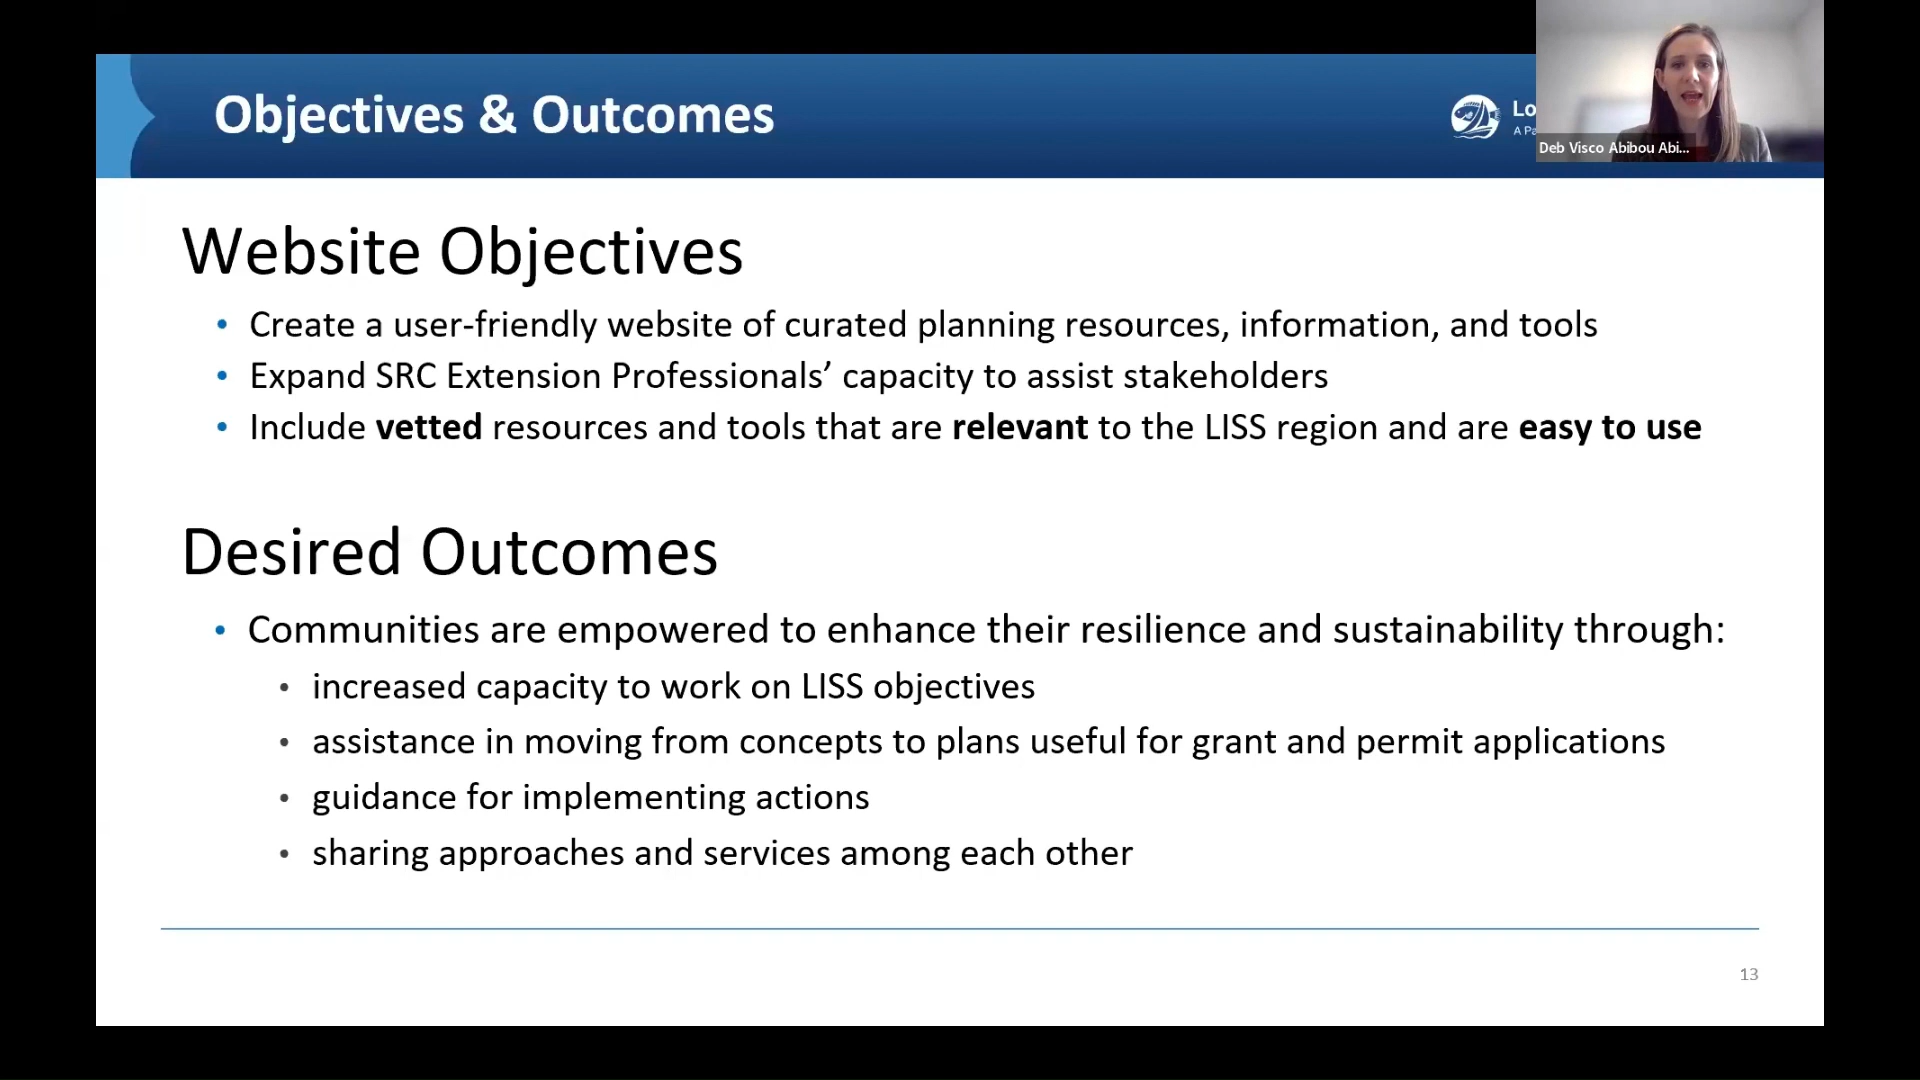 Objectives & Outcomes
Lo
A Pa
Deb Visco Abibou Abi...
Website Objectives
• Create a user-friendly website of curated planning resources, information, and tools
• Expand SRC Extension Professionals’ capacity to assist stakeholders
• Include vetted resources and tools that are relevant to the LISS region and are easy to use
Desired Outcomes
• Communities are empowered to enhance their resilience and sustainability through:
• increased capacity to work on LISS objectives
• assistance in moving from concepts to plans useful for grant and permit applications
• guidance for implementing actions
• sharing approaches and services among each other
13